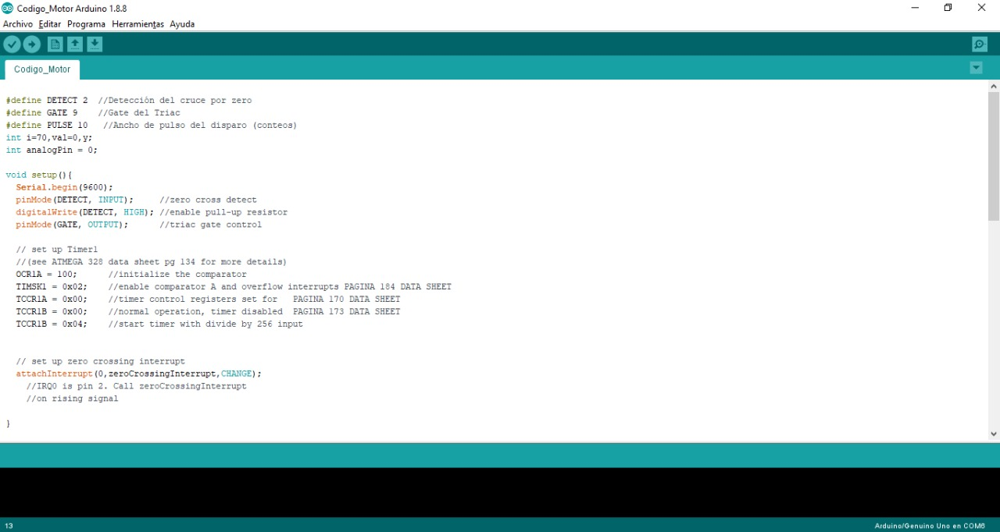 Codigo_Motor Arduino 1.8.8
Archivo Editar Programa Herramientas Ayuda
Codigo_Motor
#define DETECT 2  //Detección del cruce por zero
#define GATE 9    //Gate del Triac
#define PULSE 10   //Ancho de pulso del disparo (conteos)
int i=70,val=0,y;
int analogPin = 0;
void setup(){
  Serial.begin(9600);
  pinMode(DETECT, INPUT);     //zero cross detect
  digitalWrite(DETECT, HIGH); //enable pull-up resistor
  pinMode(GATE, OUTPUT);      //triac gate control
  // set up Timer1
  //(see ATMEGA 328 data sheet pg 134 for more details)
  OCR1A = 100;      //initialize the comparator
  TIMSK1 = 0x02;    //enable comparator A and overflow interrupts PAGINA 184 DATA SHEET
  TCCR1A = 0x00;    //timer control registers set for   PAGINA 170 DATA SHEET
  TCCR1B = 0x00;    //normal operation, timer disabled  PAGINA 173 DATA SHEET
  TCCR1B = 0x04;    //start timer with divide by 256 input
  // set up zero crossing interrupt
  attachInterrupt(0,zeroCrossingInterrupt,CHANGE);
    //IRQ0 is pin 2. Call zeroCrossingInterrupt
    //on rising signal
}
13
Arduino/Genuino Uno en COM6